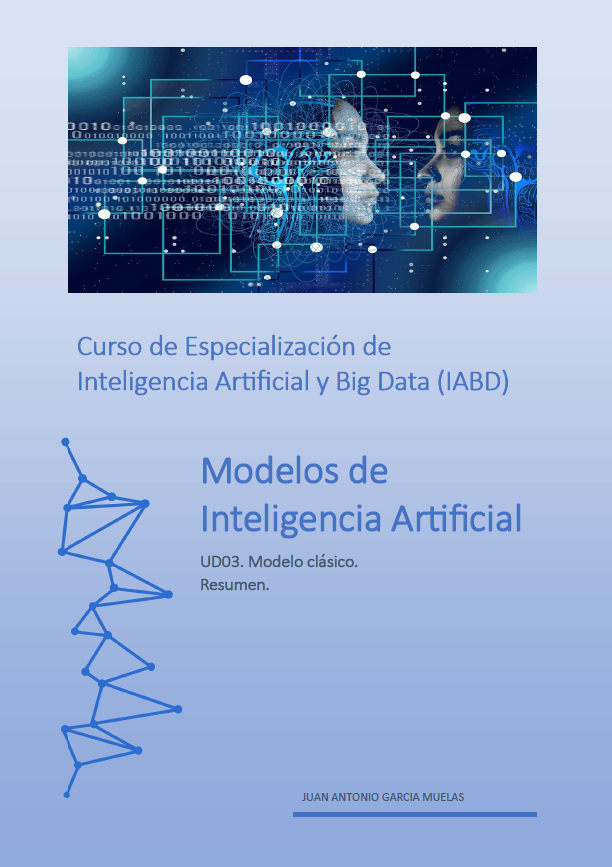 Curso de Especialización de
Inteligencia Artificial y Big Data (IABD)
Modelos de
Inteligencia Artificial
UD03. Modelo clásico.
Resumen.
JUAN ANTONIO GARCIA MUELAS